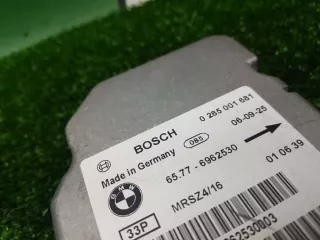 BOSCH
0 285 001 681
Made in Germany
085
06-09-25
BMW
65.77 - 6962530
01 06 39
33P
MRSZ4/16